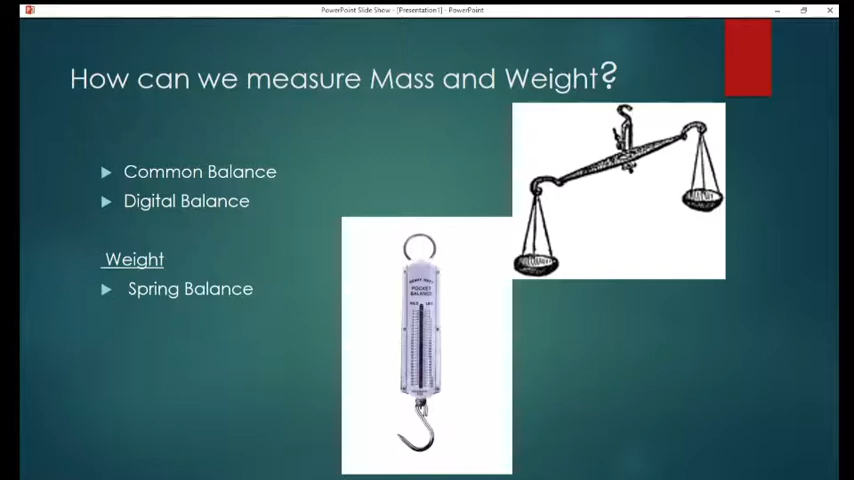 PowerPoint Slide Show - [Presentation1] - PowerPoint
How can we measure Mass and Weight?
Common Balance
Digital Balance
Weight
Spring Balance
POCKET
BALANCE